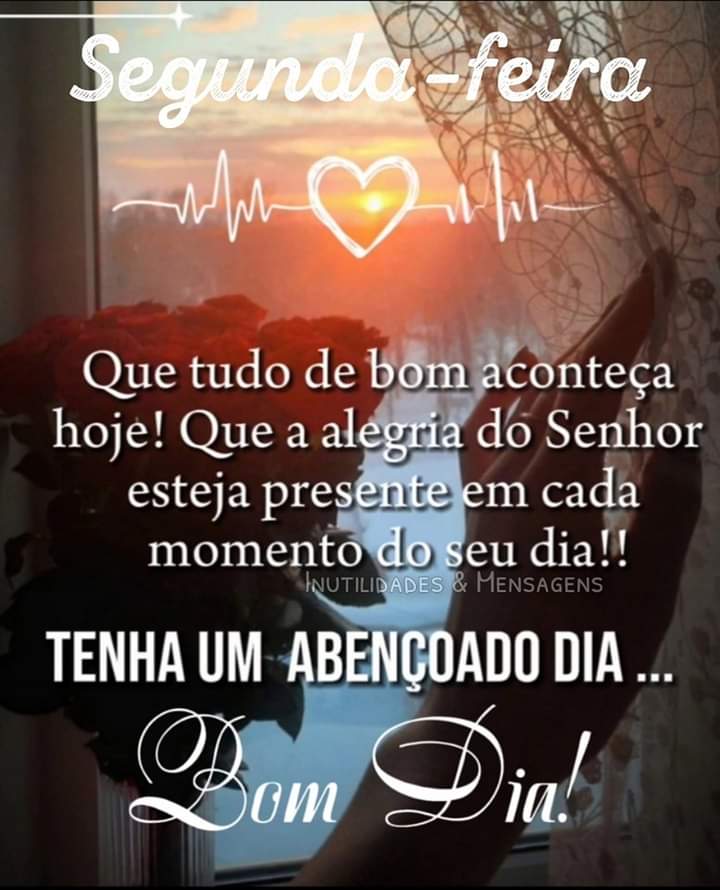 Segunda-feira
Que tudo de bom aconteça
hoje! Que a alegria do Senhor
esteja presente em cada
momento do seu dia!!
INUTILIDADES & MENSAGENS
TENHA UM ABENÇOADO DIA ...
Bom Dia!